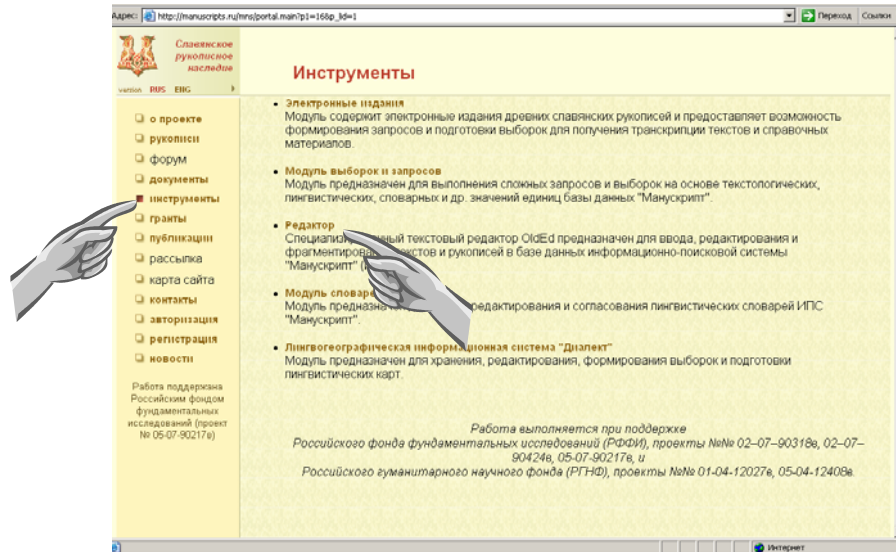 Адрес: http://manuscripts.ru/mns/portal.main?p1=16&p_lid=1 Переход Ссылки
Славянское
рукописное
наследие
version RUS ENG
Инструменты
о проекте
рукописи
форум
документы
инструменты
гранты
публикации
рассылка
карта сайта
контакты
авторизация
регистрация
новости
Работа поддержана
Российским фондом
фундаментальных
исследований (проект
№ 05-07-90217в)
Электронные издания
Модуль содержит электронные издания древних славянских рукописей и предоставляет возможность
формирования запросов и подготовки выборок для получения транскрипции текстов и справочных
материалов.
Модуль выборок и запросов
Модуль предназначен для выполнения сложных запросов и выборок на основе текстологических,
лингвистических, словарных и др. значений единиц базы данных "Манускрипт".
Редактор
ный текстовый редактор OldEd предназначен для ввода, редактирования и
кстов и рукописей в базе данных информационно-поисковой системы
"Манускрипт"
Модуль
Модуль редактирования и согласования лингвистических словарей ИПС
"Манускрипт".
Лингвогеографическая информационная система "Диалект"
Модуль предназначен для хранения, редактирования, формирования выборок и подготовки
лингвистических карт.
Работа выполняется при поддержке
Российского фонда фундаментальных исследований (РФФИ), проекты №№ 02–07–90318в, 02–07–
90424в, 05-07-90217в, и
Российского гуманитарного научного фонда (РГНФ), проекты №№ 01-04-12027в, 05-04-12408в.
Интернет